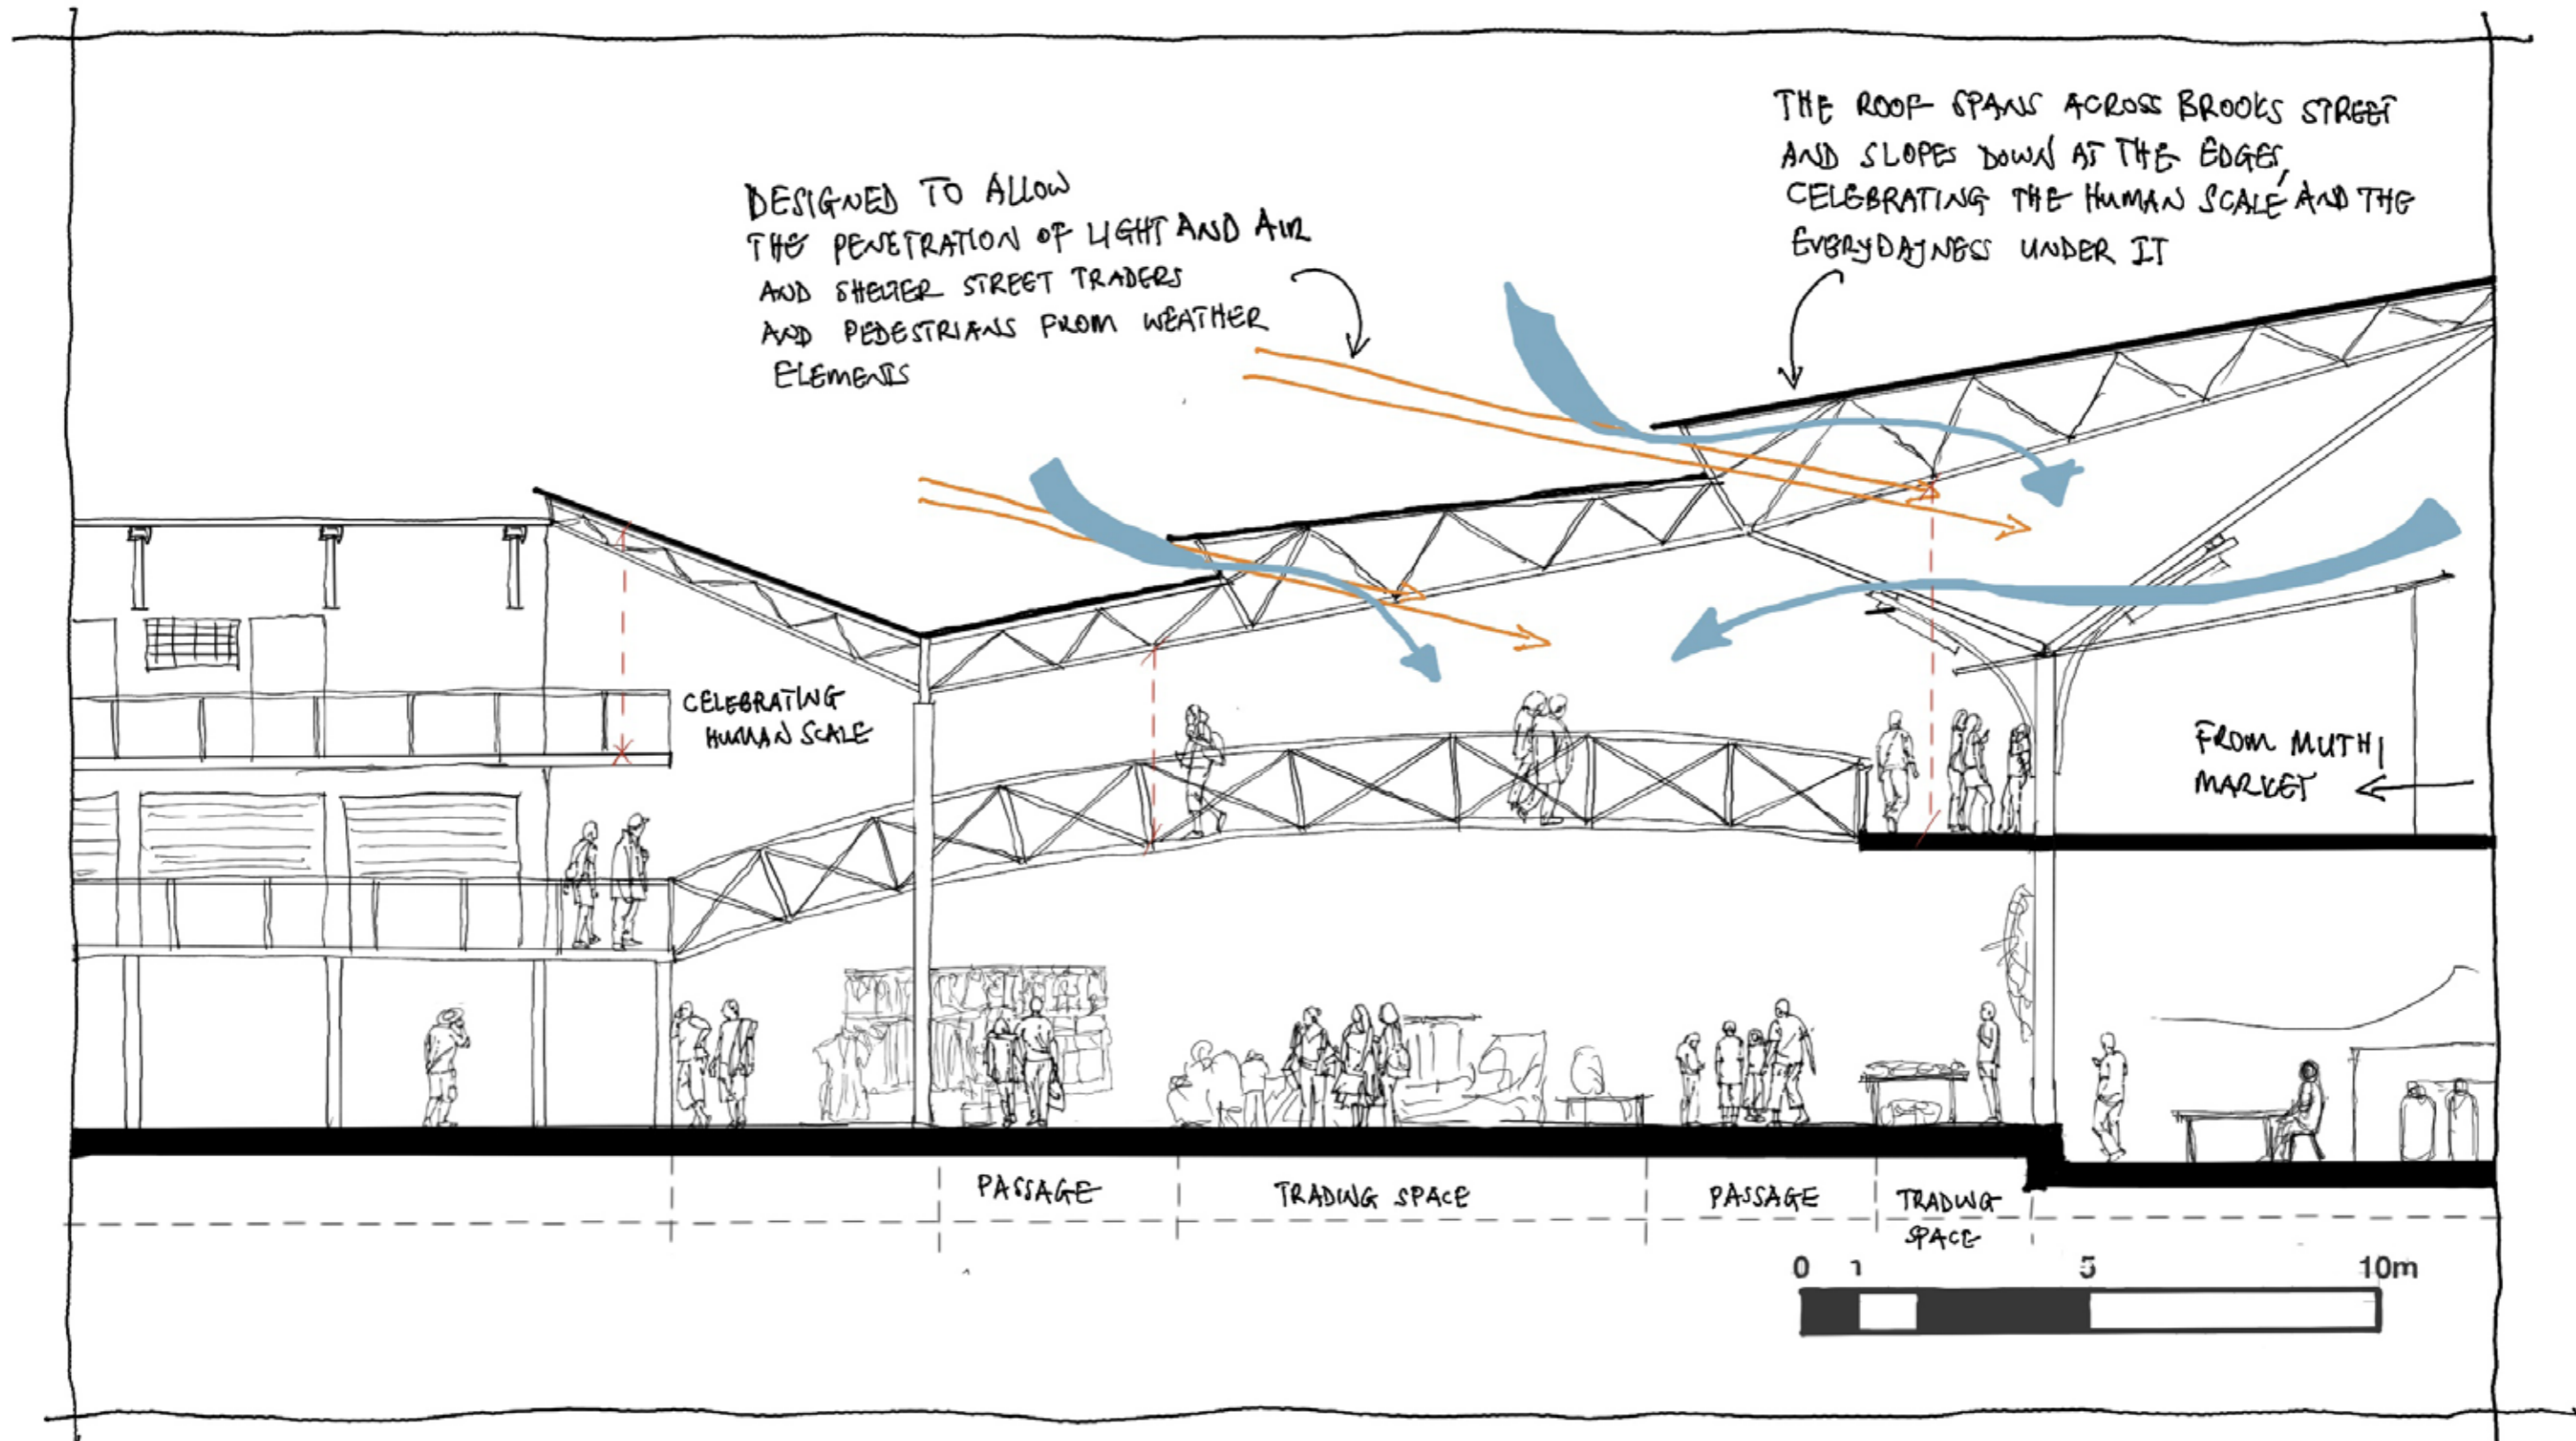 DESIGNED TO ALLOW
THE PENETRATION OF LIGHT AND AIR
AND SHELTER STREET TRADERS
AND PEDESTRIANS FROM WEATHER
ELEMENTS
THE ROOF SPANS ACROSS BROOKS STREET
AND SLOPES DOWN AT THE EDGES,
CELEBRATING THE HUMAN SCALE AND THE
EVERYDAYNESS UNDER IT
CELEBRATING
HUMAN SCALE
FROM MUTHI
MARKET
PASSAGE
TRADING SPACE
PASSAGE
TRADING
SPACE
0 1 5 10m